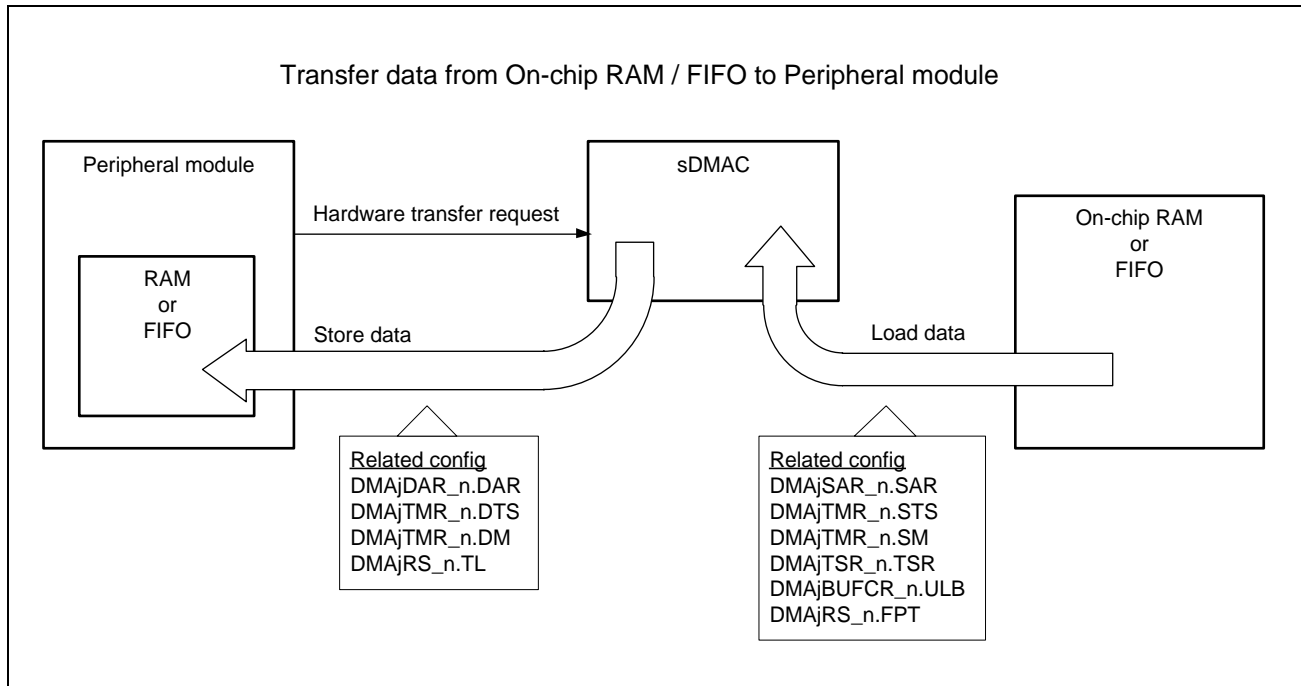 Transfer data from On-chip RAM / FIFO to Peripheral module
Peripheral module
sDMAC
Hardware transfer request
On-chip RAM
or
FIFO
RAM
or
FIFO
Store data
Load data
Related config
DMAjDAR_n.DAR
DMAjTMR_n.DTS
DMAjTMR_n.DM
DMAjRS_n.TL
Related config
DMAjSAR_n.SAR
DMAjTMR_n.STS
DMAjTMR_n.SM
DMAjTSR_n.TSR
DMAjBUFCR_n.ULB
DMAjRS_n.FPT